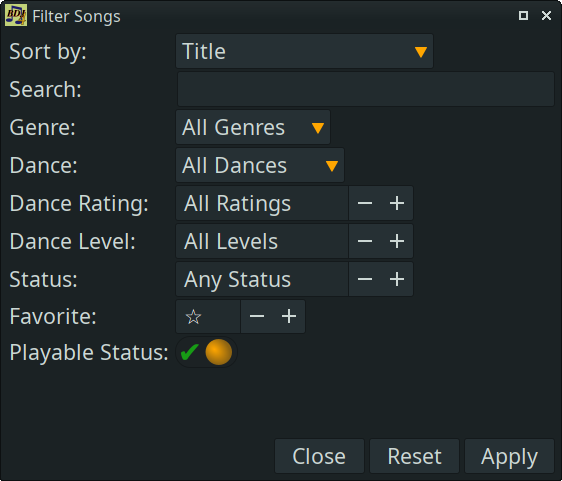 Filter Songs
Sort by: Title
Search:
Genre: All Genres
Dance: All Dances
Dance Rating: All Ratings
Dance Level: All Levels
Status: Any Status
Favorite: ☆
Playable Status:
Close Reset Apply